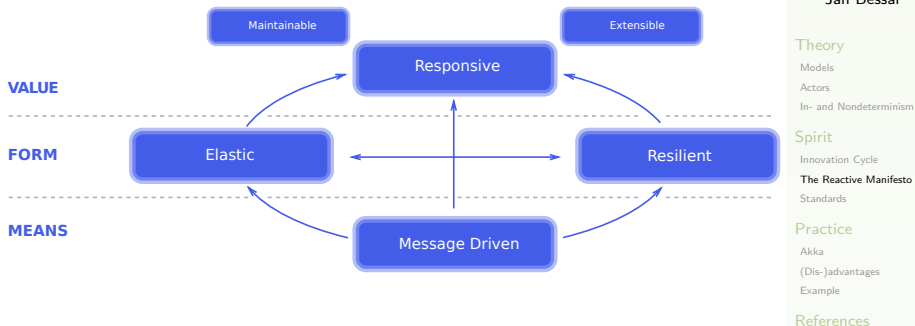 Maintainable
Extensible
Responsive
VALUE
FORM
Elastic
Resilient
MEANS
Message Driven
Jan Bessai
Theory
Models
Actors
In- and Nondeterminism
Spirit
Innovation Cycle
The Reactive Manifesto
Standards
Practice
Akka
(Dis-)advantages
Example
References